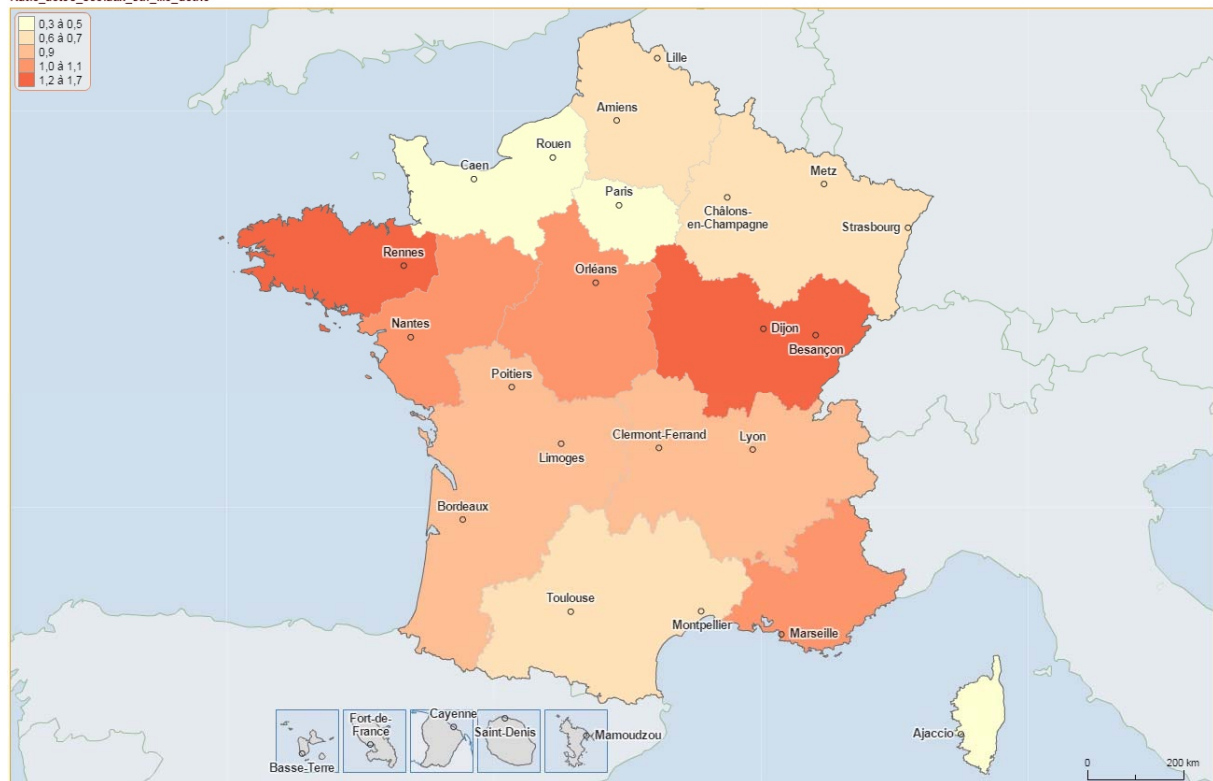 0,3 à 0,5
0,6 à 0,7
0,9
1,0 à 1,1
1,2 à 1,7
Lille
Amiens
Rouen
Caen
Metz
Paris
Châlons-
en-Champagne
Strasbourg
Rennes
Orléans
Nantes
Dijon
Besançon
Poitiers
Clermont-Ferrand
Lyon
Limoges
Bordeaux
Toulouse
Montpellier
Marseille
Ajaccio
Basse-Terre
Fort-de-
France
Cayenne
Saint-Denis
Mamoudzou
0
200 km